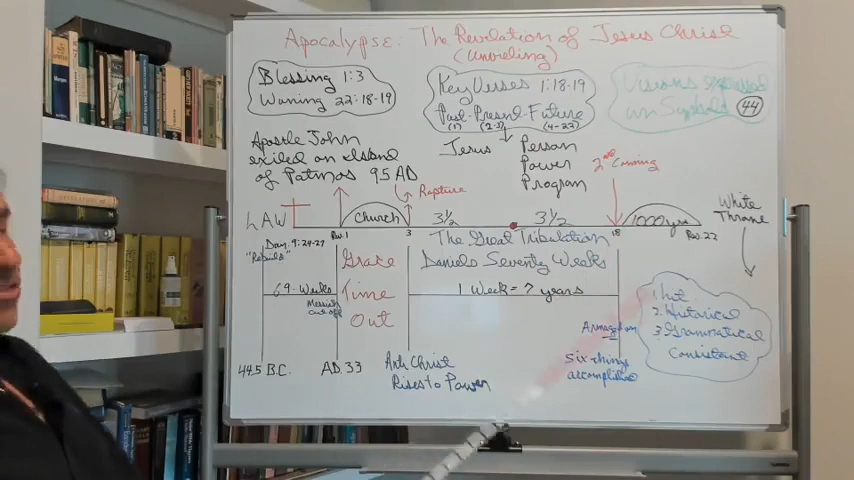 Apocalypse: The Revelation of Jesus Christ
(Unveiling)
Blessing 1:3
Warning 22:18-19
Key Verses 1:18-19
Past-Present-Future
(1) (2-3) (4-22)
Visions expressed
in Symbols 44
Apostle John
exiled on Island
of Patmos 95 AD
Jesus
Person
Power
Program
2nd Coming
Rapture
White
Throne
LAW
Church
3½
3½
1000 yrs
Rev. 1
3
18
Rev. 22
Dan. 9:24-27
"Rebuild"
The Great Tribulation
Daniels Seventy Weeks
69-Weeks
Messiah
cut off
Grace
Time
Out
1 Week = 7 years
1. Lit.
2. Historical
3. Grammatical
Consistent
Armageddon
445 B.C.
AD. 33
Anti Christ
Rises to Power
Six things
accomplished